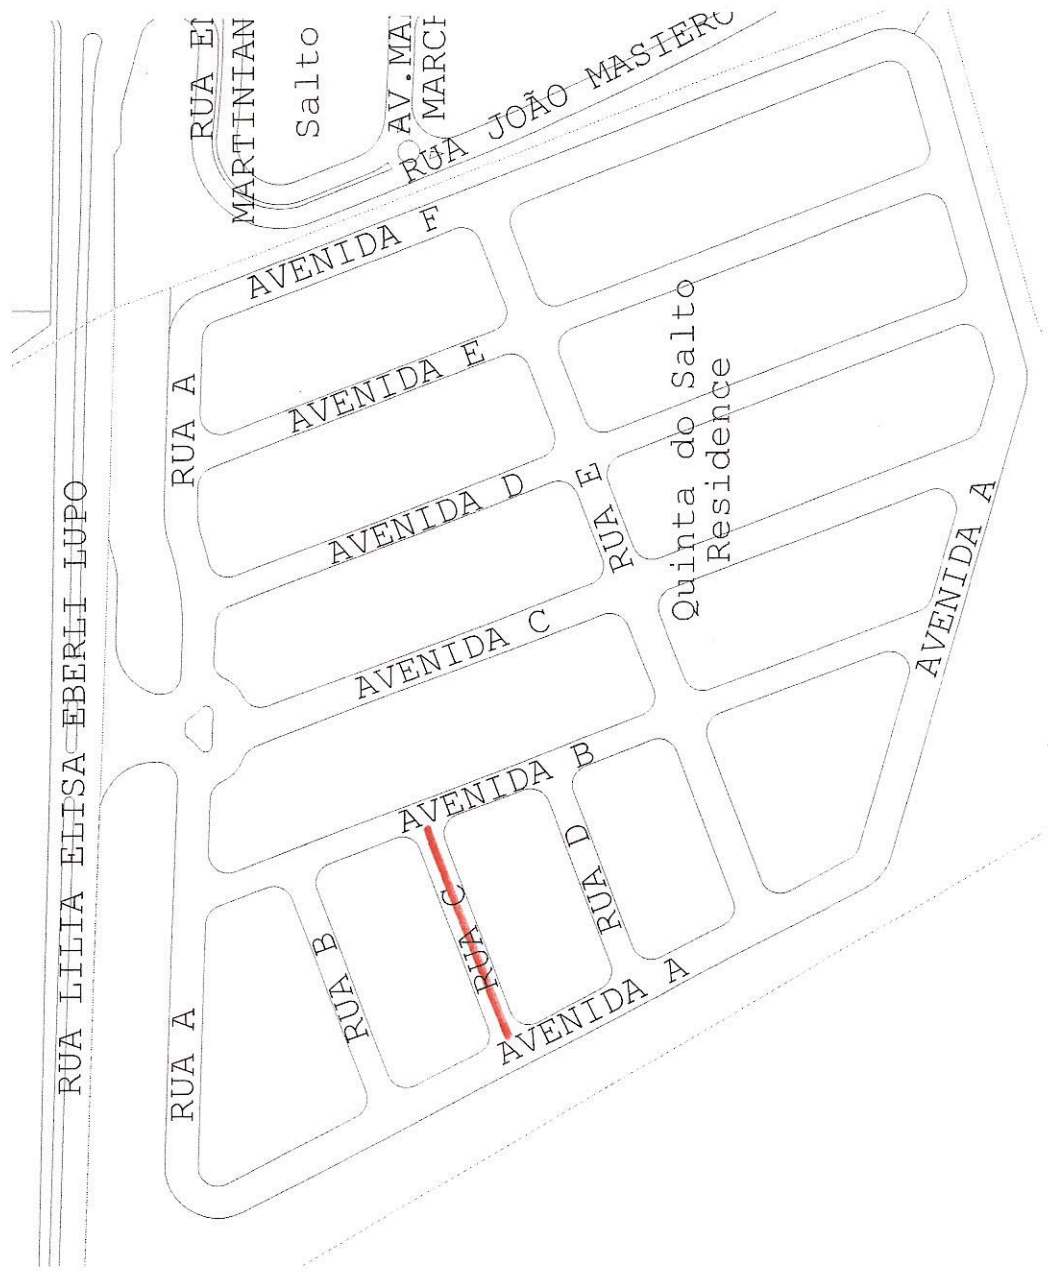 RUA EI
MARTINIAN
Salto
AV.MA
MARCH
RUA JOÃO MASIERO
AVENIDA F
AVENIDA E
RUA A
AVENIDA D
RUA E
Quinta do Salto
Residence
AVENIDA C
AVENIDA A
RUA LILIA ELISA EBERLI LUPO
AVENIDA B
RUA D
RUA C
RUA B
AVENIDA A
RUA A